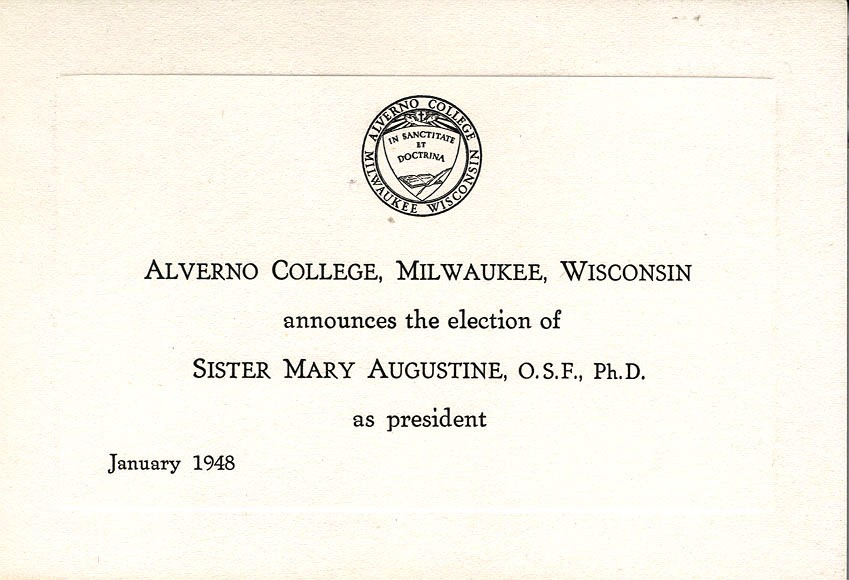 ALVERNO COLLEGE
IN SANCTITATE
ET
DOCTRINA
MILWAUKEE WISCONSIN
ALVERNO COLLEGE, MILWAUKEE, WISCONSIN
announces the election of
SISTER MARY AUGUSTINE, O.S.F., Ph.D.
as president
January 1948